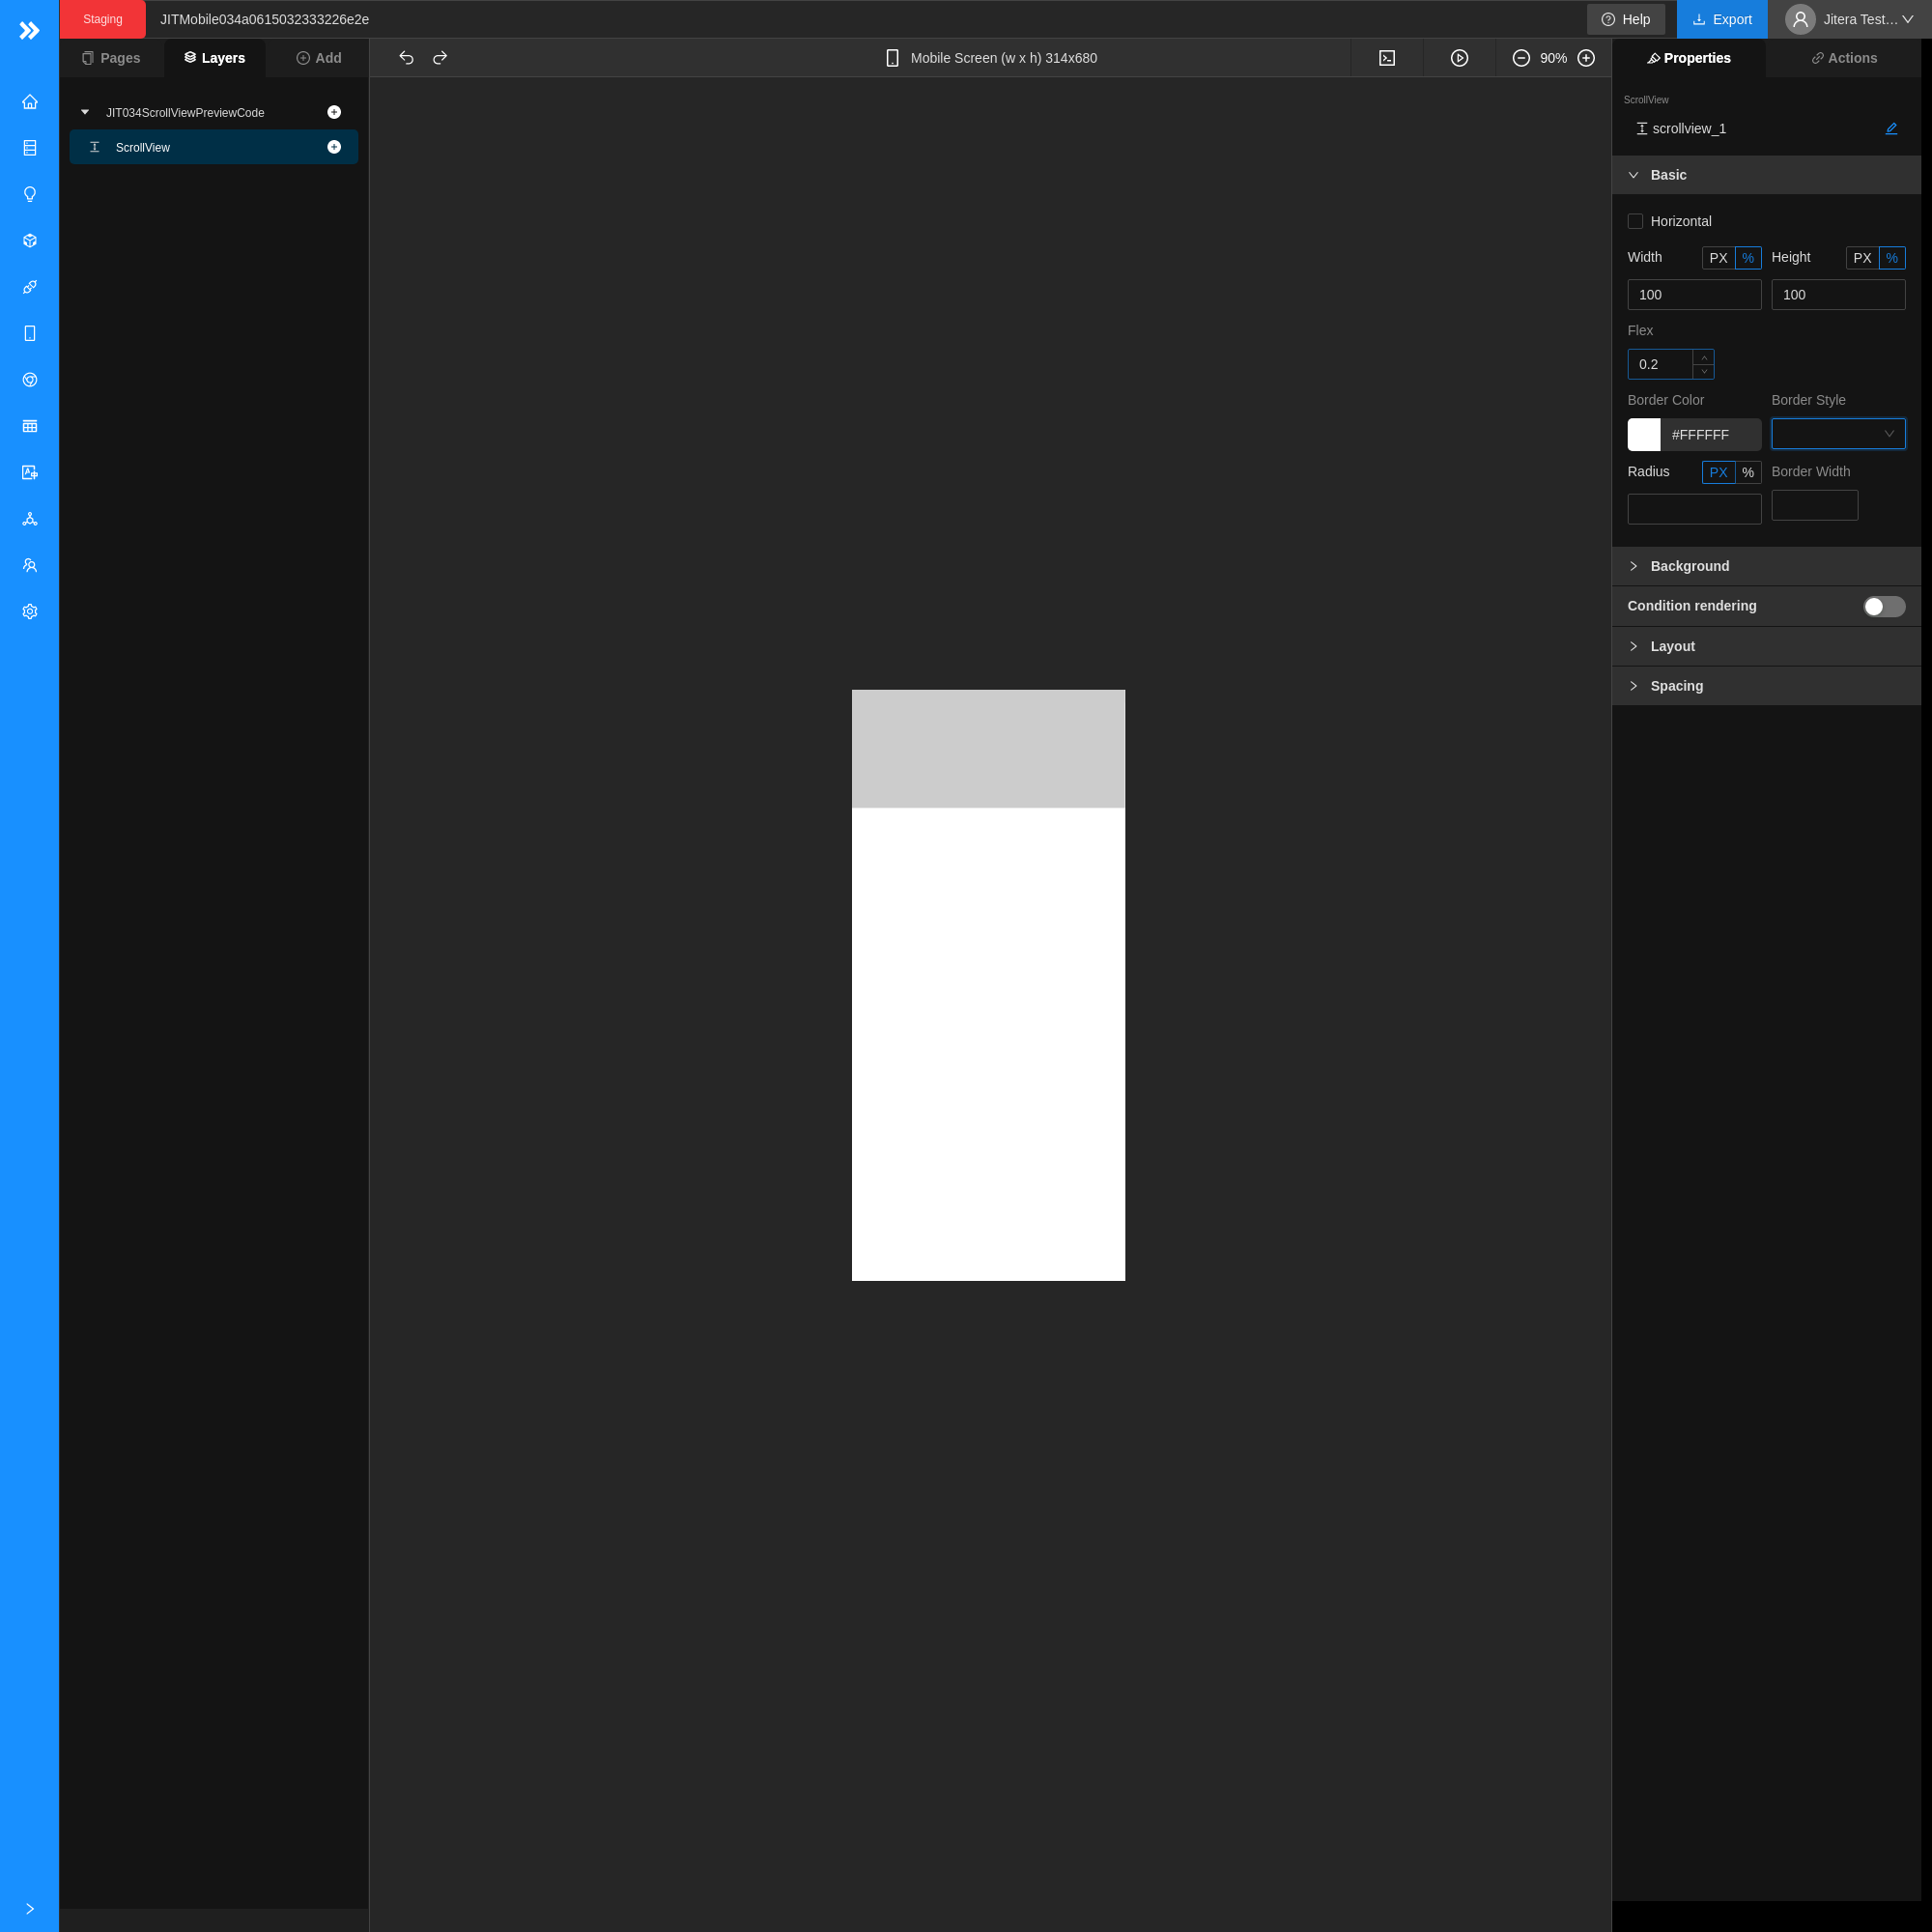 Staging
JITMobile034a0615032333226e2e
Help
Export
Jitera Test…
Pages
Layers
Add
Mobile Screen (w x h) 314x680
90%
Properties
Actions
JIT034ScrollViewPreviewCode
ScrollView
ScrollView
scrollview_1
Basic
Horizontal
Width PX % Height PX %
100 100
Flex
0.2
Border Color Border Style
#FFFFFF
Radius PX % Border Width
Background
Condition rendering
Layout
Spacing